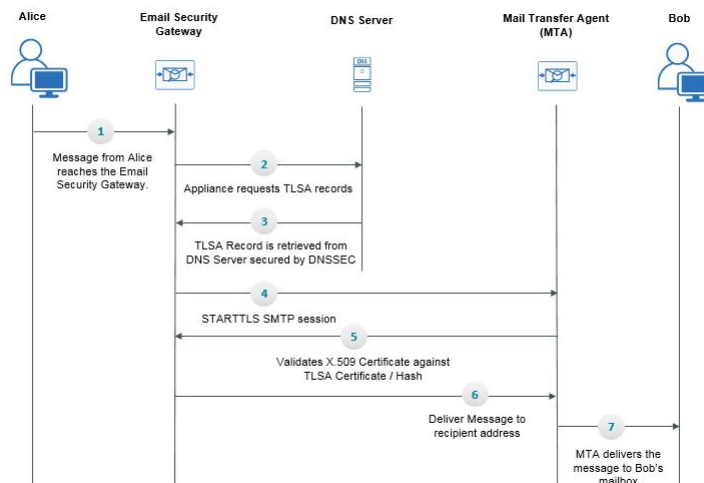 Alice
Email Security
Gateway
DNS Server
Mail Transfer Agent
(MTA)
Bob
DNS
1
Message from Alice
reaches the Email
Security Gateway.
2
Appliance requests TLSA records
3
TLSA Record is retrieved from
DNS Server secured by DNSSEC
4
STARTTLS SMTP session
5
Validates X.509 Certificate against
TLSA Certificate / Hash
6
Deliver Message to
recipient address
7
MTA delivers the
message to Bob's
mailbox